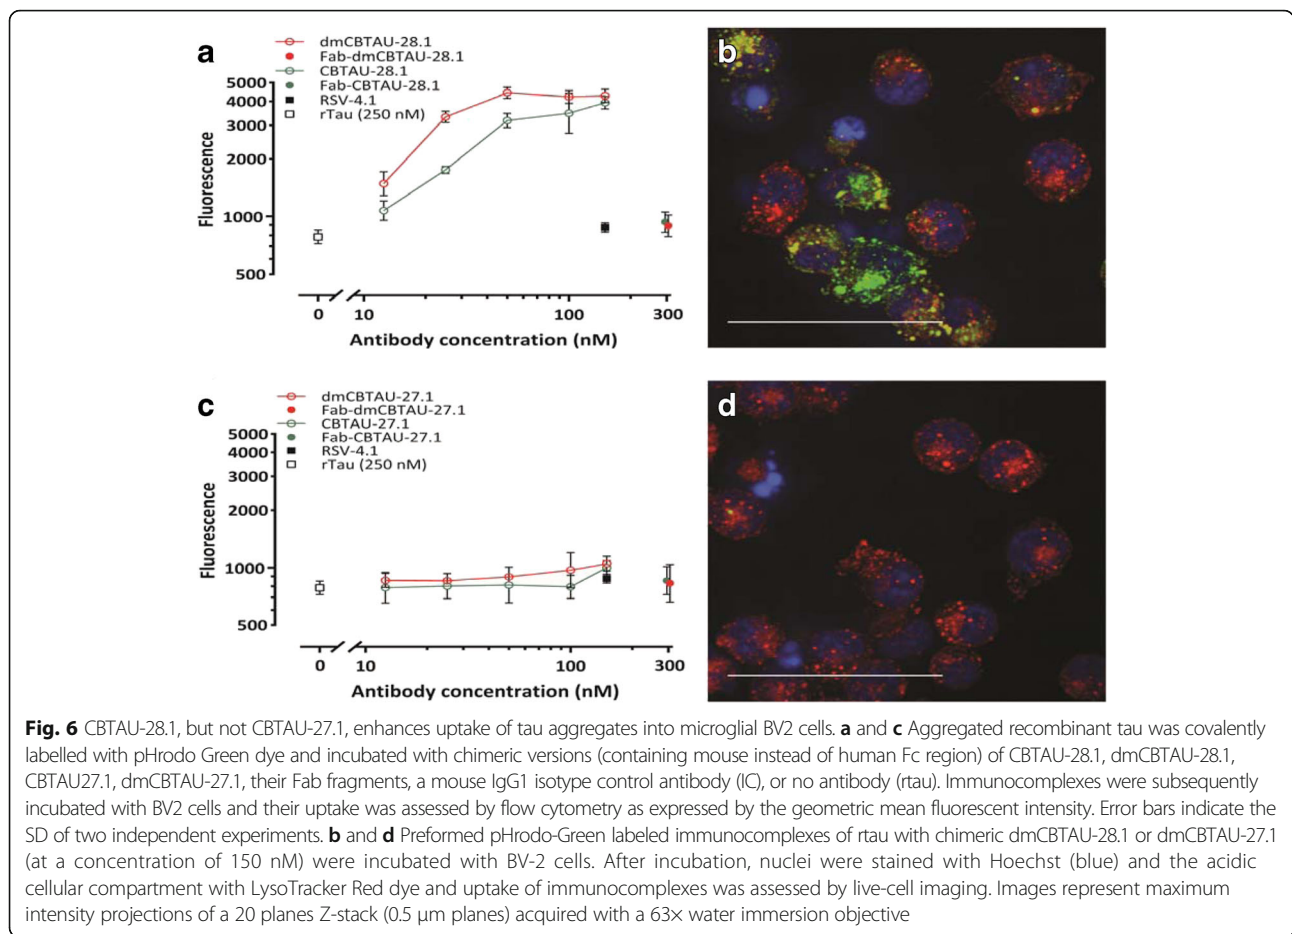 a
dmCBTAU-28.1
Fab-dmCBTAU-28.1
CBTAU-28.1
Fab-CBTAU-28.1
RSV-4.1
rTau (250 nM)
5000
4000
3000
2000
1000
500
Fluorescence
0
10
100
300
Antibody concentration (nM)
b
c
dmCBTAU-27.1
Fab-dmCBTAU-27.1
CBTAU-27.1
Fab-CBTAU-27.1
RSV-4.1
rTau (250 nM)
5000
4000
3000
2000
1000
500
Fluorescence
0
10
100
300
Antibody concentration (nM)
d
Fig. 6 CBTAU-28.1, but not CBTAU-27.1, enhances uptake of tau aggregates into microglial BV2 cells. a and c Aggregated recombinant tau was covalently
labelled with pHrodo Green dye and incubated with chimeric versions (containing mouse instead of human Fc region) of CBTAU-28.1, dmCBTAU-28.1,
CBTAU27.1, dmCBTAU-27.1, their Fab fragments, a mouse IgG1 isotype control antibody (IC), or no antibody (rtau). Immunocomplexes were subsequently
incubated with BV2 cells and their uptake was assessed by flow cytometry as expressed by the geometric mean fluorescent intensity. Error bars indicate the
SD of two independent experiments. b and d Preformed pHrodo-Green labeled immunocomplexes of rtau with chimeric dmCBTAU-28.1 or dmCBTAU-27.1
(at a concentration of 150 nM) were incubated with BV-2 cells. After incubation, nuclei were stained with Hoechst (blue) and the acidic
cellular compartment with LysoTracker Red dye and uptake of immunocomplexes was assessed by live-cell imaging. Images represent maximum
intensity projections of a 20 planes Z-stack (0.5 μm planes) acquired with a 63× water immersion objective